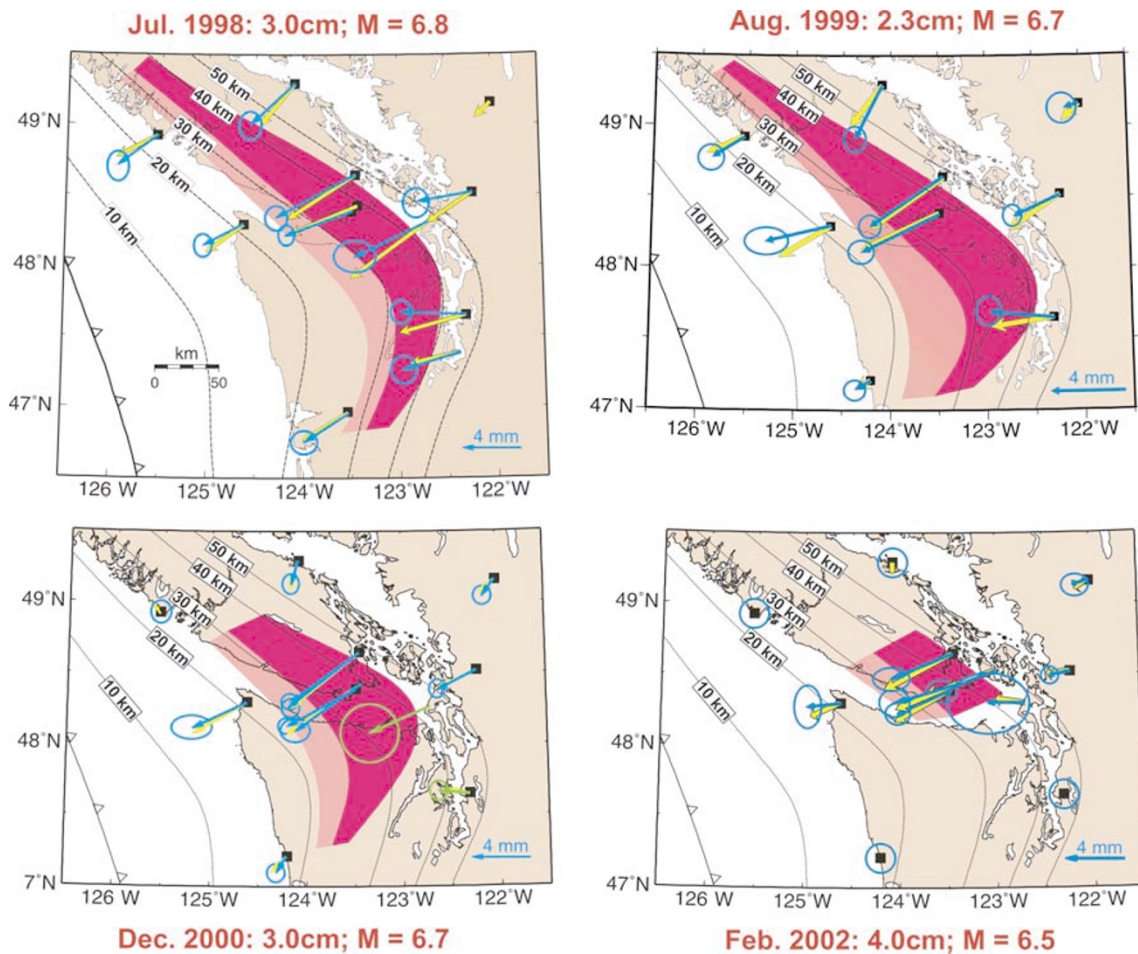 Jul. 1998: 3.0cm; M = 6.8
50 km
40 km
30 km
20 km
10 km
49°N
48°N
47°N
km
0 50
4 mm
126˚W 125˚W 124˚W 123˚W 122˚W
Aug. 1999: 2.3cm; M = 6.7
50 km
40 km
30 km
20 km
10 km
49˚N
48˚N
47˚N
4 mm
126˚W 125˚W 124˚W 123˚W 122˚W
50 km
40 km
30 km
20 km
10 km
49˚N
48˚N
7˚N
4 mm
126˚W 125˚W 124˚W 123˚W 122˚W
Dec. 2000: 3.0cm; M = 6.7
50 km
40 km
30 km
20 km
10 km
49˚N
48˚N
47˚N
4 mm
126˚W 125˚W 124˚W 123˚W 122˚W
Feb. 2002: 4.0cm; M = 6.5